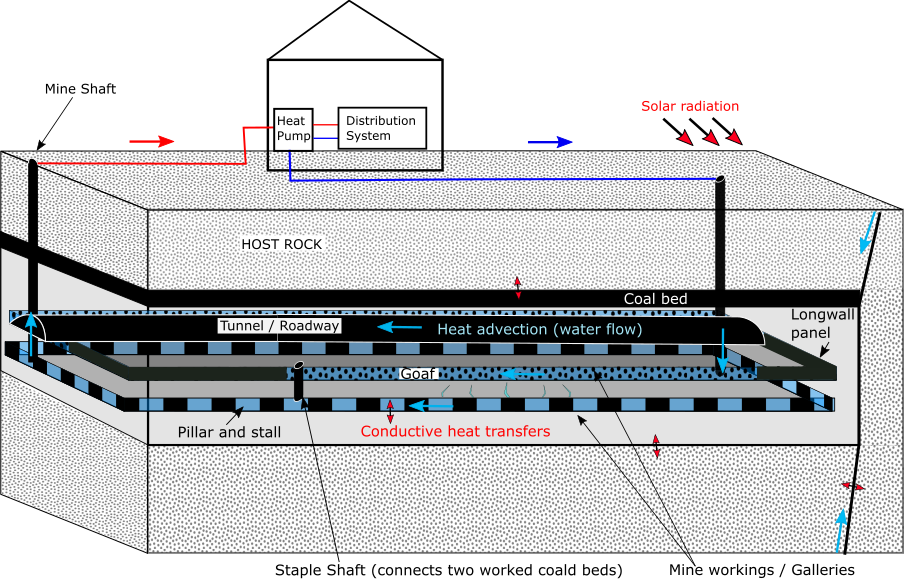 Mine Shaft
Heat
Pump
Distribution
System
Solar radiation
HOST ROCK
Coal bed
Longwall
panel
Tunnel / Roadway
Heat advection (water flow)
Goaf
Pillar and stall
Conductive heat transfers
Staple Shaft (connects two worked coald beds)
Mine workings / Galleries